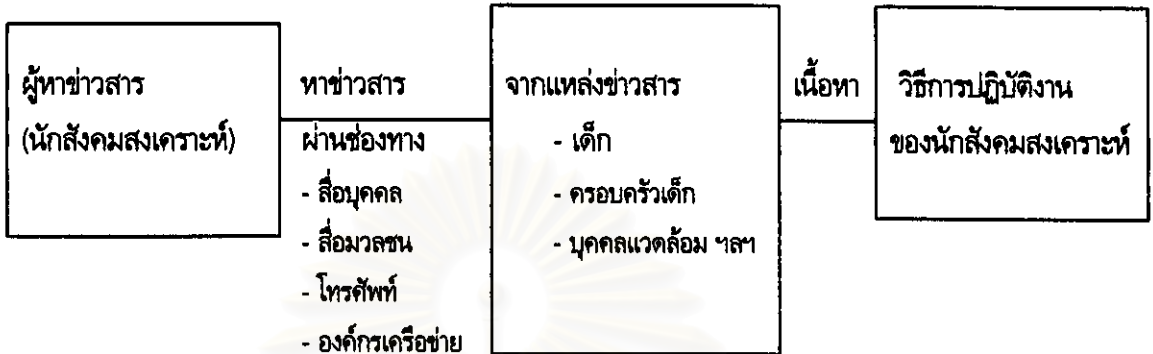 ผู้หาข่าวสาร
(นักสังคมสงเคราะห์)
หาข่าวสาร
ผ่านช่องทาง
- สื่อบุคคล
- สื่อมวลชน
- โทรศัพท์
- องค์กรเครือข่าย
จากแหล่งข่าวสาร
- เด็ก
- ครอบครัวเด็ก
- บุคคลแวดล้อม ฯลฯ
เนื้อหา
วิธีการปฏิบัติงาน
ของนักสังคมสงเคราะห์